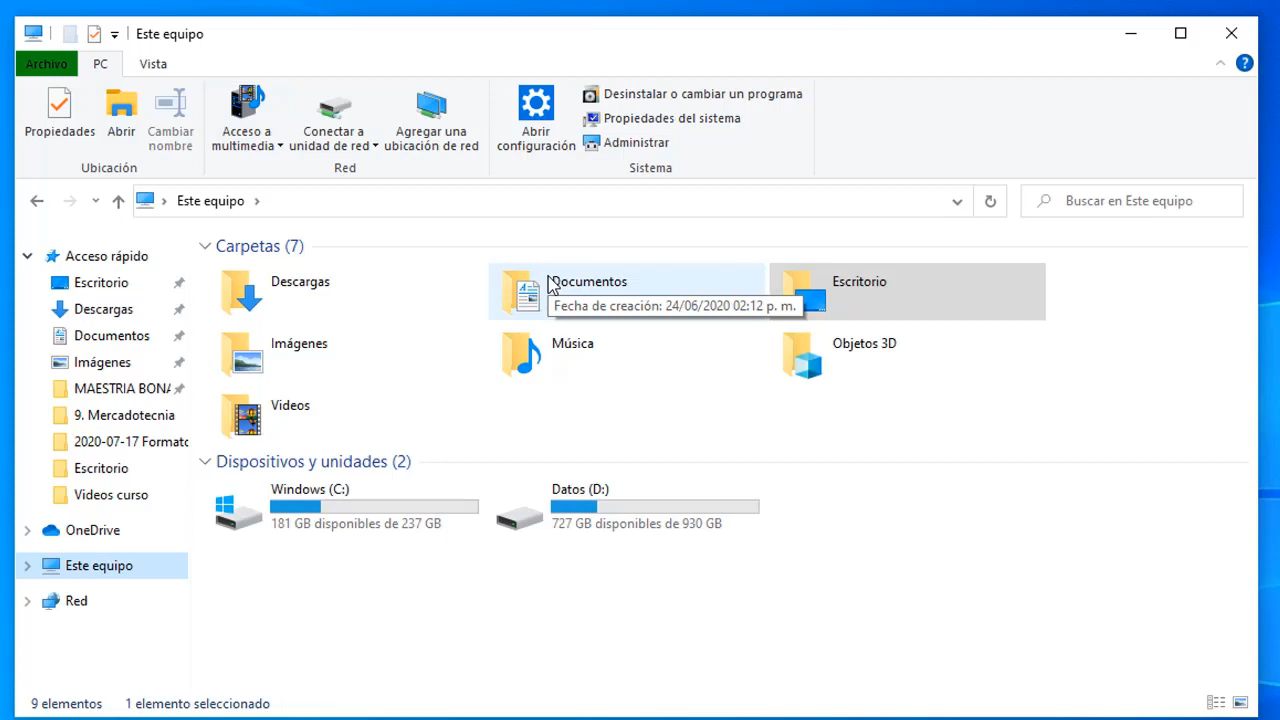 Este equipo
Archivo
PC
Vista
Propiedades
Abrir
Cambiar
nombre
Ubicación
Acceso a
multimedia
Conectar a
unidad de red
Agregar una
ubicación de red
Red
Abrir
configuración
Desinstalar o cambiar un programa
Propiedades del sistema
Administrar
Sistema
Este equipo
Buscar en Este equipo
Acceso rápido
Escritorio
Descargas
Documentos
Imágenes
MAESTRIA BONA
9. Mercadotecnia
2020-07-17 Formato
Escritorio
Videos curso
OneDrive
Este equipo
Red
Carpetas (7)
Descargas
Documentos
Fecha de creación: 24/06/2020 02:12 p. m.
Escritorio
Imágenes
Música
Objetos 3D
Videos
Dispositivos y unidades (2)
Windows (C:)
181 GB disponibles de 237 GB
Datos (D:)
727 GB disponibles de 930 GB
9 elementos
1 elemento seleccionado